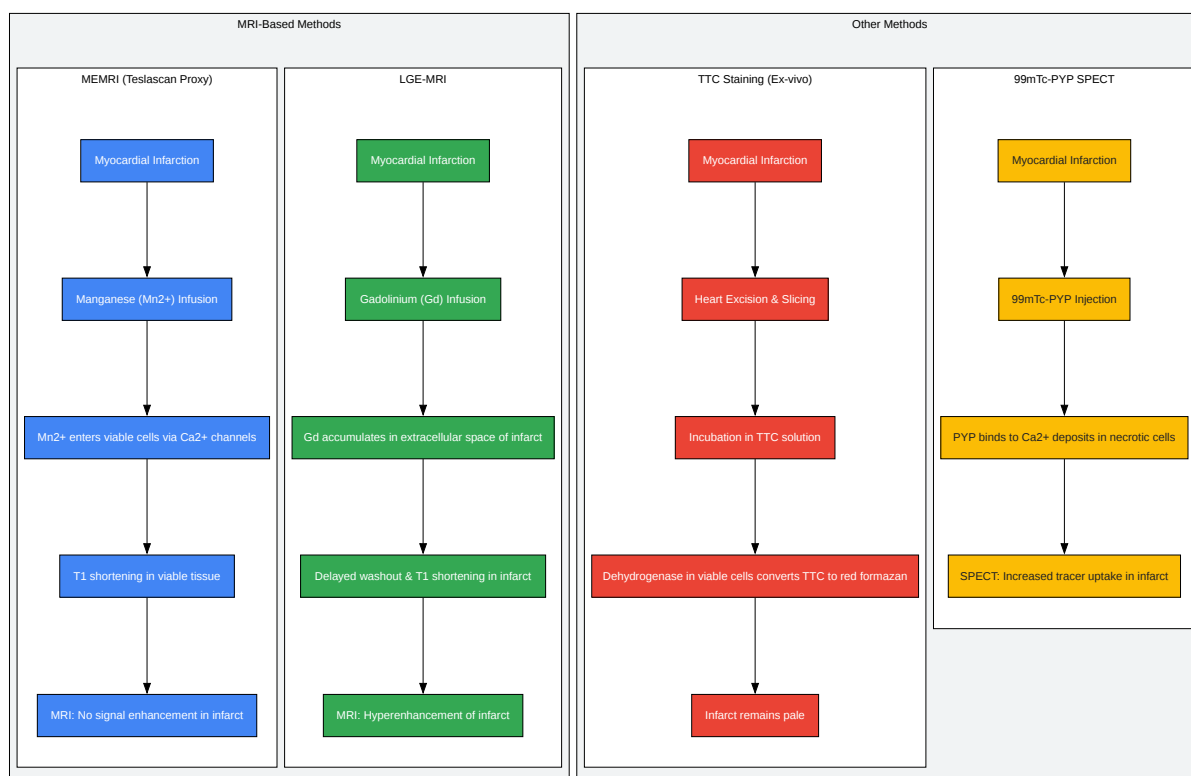 MRI-Based Methods
MEMRI (Teslascan Proxy)
Myocardial Infarction
Manganese (Mn2+) Infusion
Mn2+ enters viable cells via Ca2+ channels
T1 shortening in viable tissue
MRI: No signal enhancement in infarct
LGE-MRI
Myocardial Infarction
Gadolinium (Gd) Infusion
Gd accumulates in extracellular space of infarct
Delayed washout & T1 shortening in infarct
MRI: Hyperenhancement of infarct
Other Methods
TTC Staining (Ex-vivo)
Myocardial Infarction
Heart Excision & Slicing
Incubation in TTC solution
Dehydrogenase in viable cells converts TTC to red formazan
Infarct remains pale
99mTc-PYP SPECT
Myocardial Infarction
99mTc-PYP Injection
PYP binds to Ca2+ deposits in necrotic cells
SPECT: Increased tracer uptake in infarct